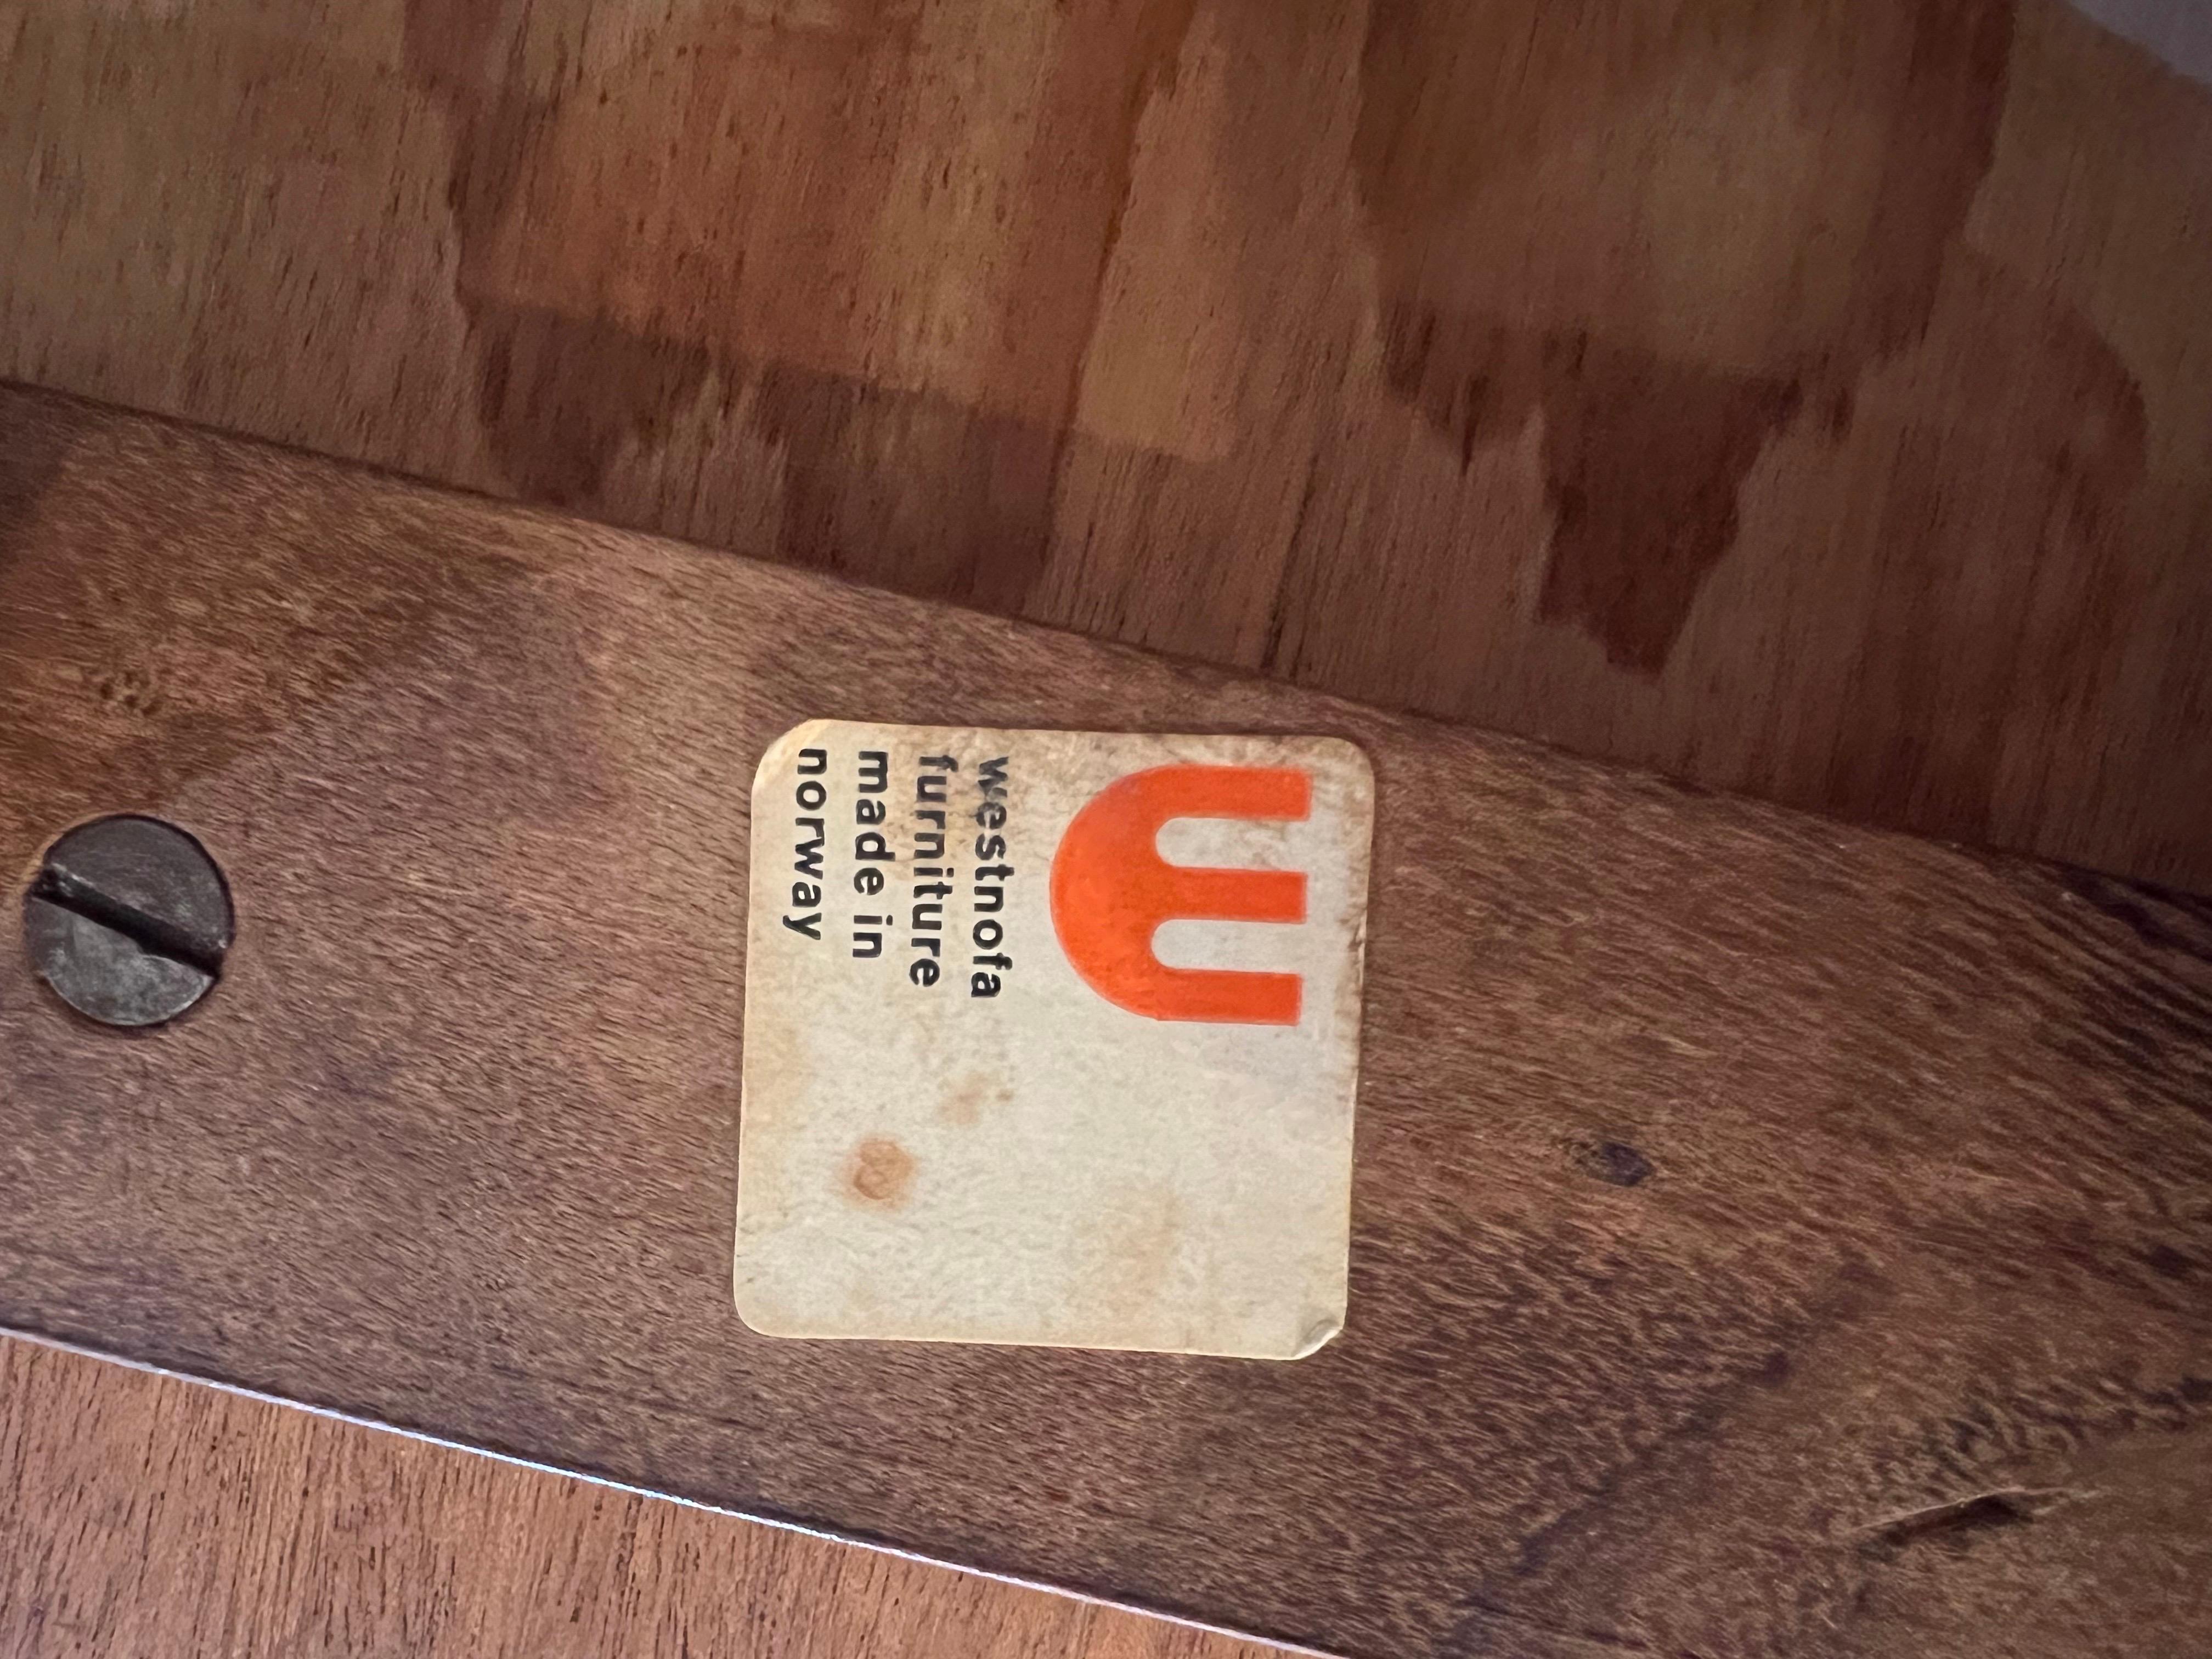 westnofa
furniture
made in
norway